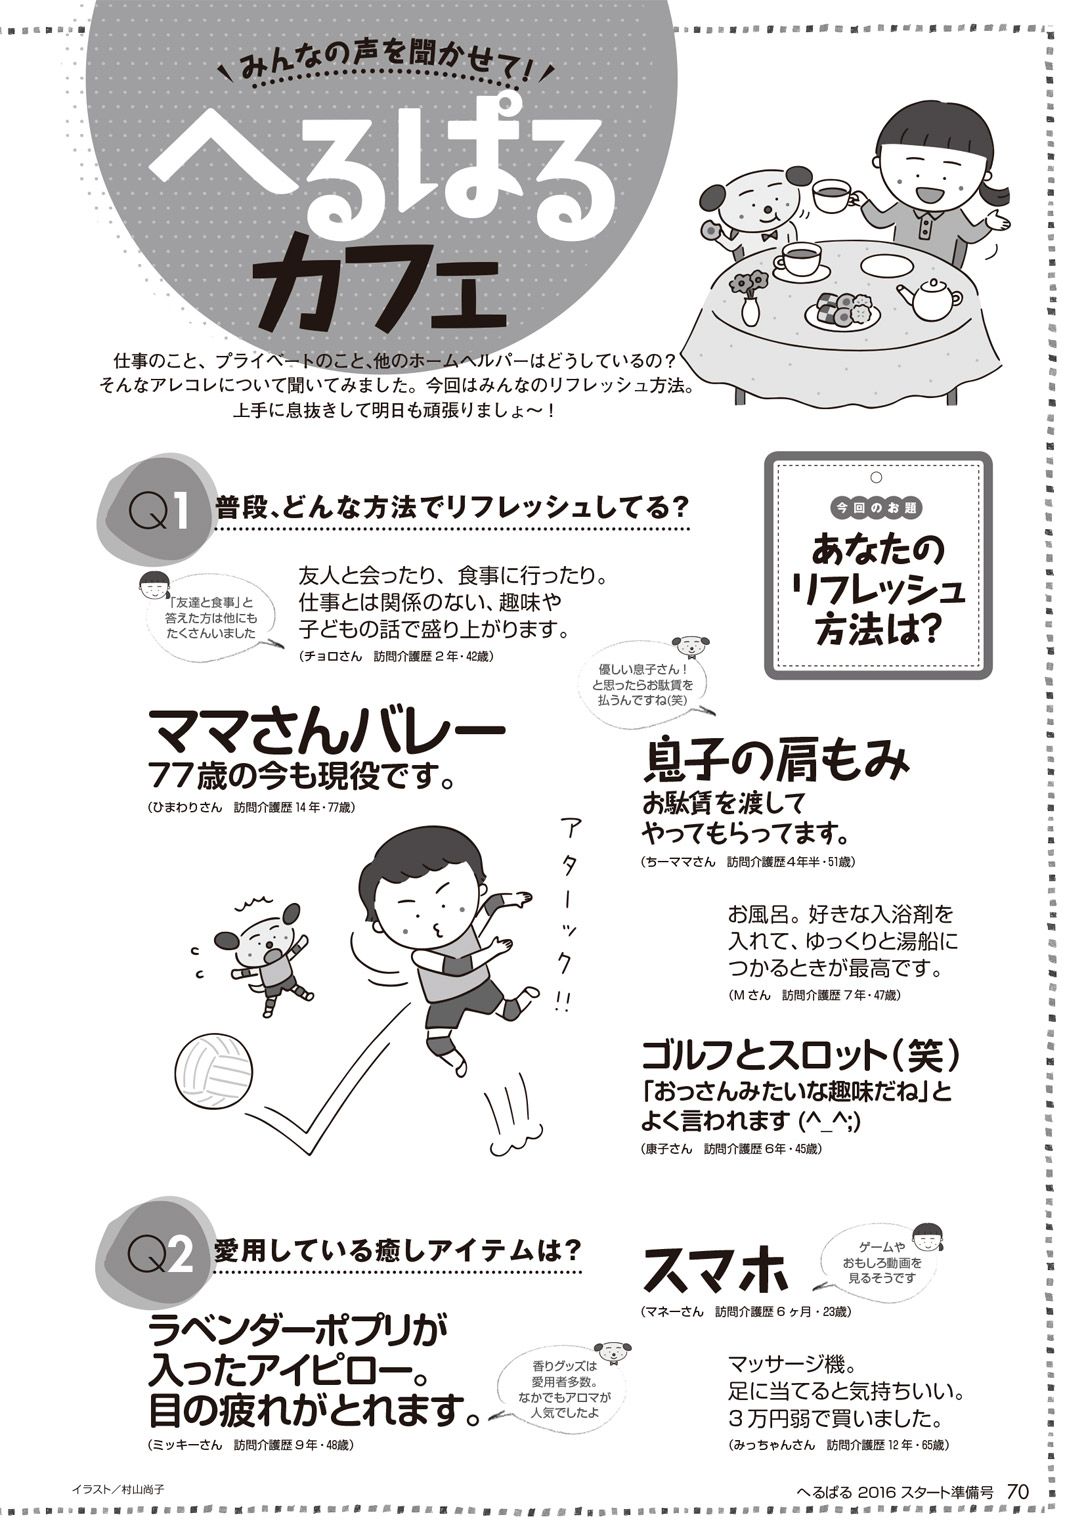 みんなの声を聞かせて!
へるぱる
カフェ
仕事のこと、プライベートのこと、他のホームヘルパーはどうしているの?
そんなアレコレについて聞いてみました。今回はみんなのリフレッシュ方法。
上手に息抜きして明日も頑張りましょ〜!
今回のお題
あなたの
リフレッシュ
方法は?
Q1 普段、どんな方法でリフレッシュしてる?
「友達と食事」と
答えた方は他にも
たくさんいました
友人と会ったり、食事に行ったり。
仕事とは関係のない、趣味や
子どもの話で盛り上がります。
(チョロさん 訪問介護歴2年・42歳)
ママさんバレー
77歳の今も現役です。
(ひまわりさん 訪問介護歴14年・77歳)
アターック!!
優しい息子さん!
と思ったらお駄賃を
払うんですね(笑)
息子の肩もみ
お駄賃を渡して
やってもらってます。
(ちーママさん 訪問介護歴4年半・51歳)
お風呂。好きな入浴剤を
入れて、ゆっくりと湯船に
つかるときが最高です。
(Mさん 訪問介護歴7年・47歳)
ゴルフとスロット(笑)
「おっさんみたいな趣味だね」と
よく言われます(^_^;)
(康子さん 訪問介護歴6年・45歳)
Q2 愛用している癒しアイテムは?
ラベンダーポプリが
入ったアイピロー。
目の疲れがとれます。
(ミッキーさん 訪問介護歴9年・48歳)
香りグッズは
愛用者多数。
なかでもアロマが
人気でしたよ
スマホ
(マネーさん 訪問介護歴6ヶ月・23歳)
ゲームや
おもしろ動画を
見るそうです
マッサージ機。
足に当てると気持ちいい。
3万円弱で買いました。
(みっちゃんさん 訪問介護歴12年・65歳)
イラスト/村山尚子
へるぱる 2016 スタート準備号 70